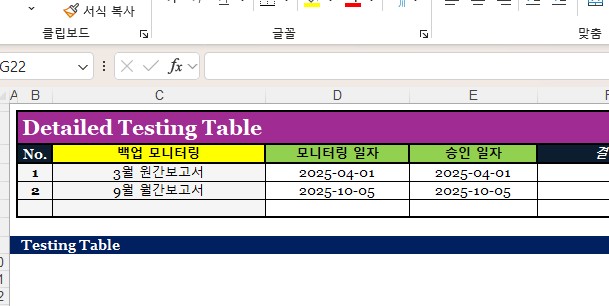 서식 복사
클립보드
글꼴
맞춤
G22
fx
A B C D E
Detailed Testing Table
No. 백업 모니터링 모니터링 일자 승인 일자
1 3월 원간보고서 2025-04-01 2025-04-01
2 9월 월간보고서 2025-10-05 2025-10-05
Testing Table